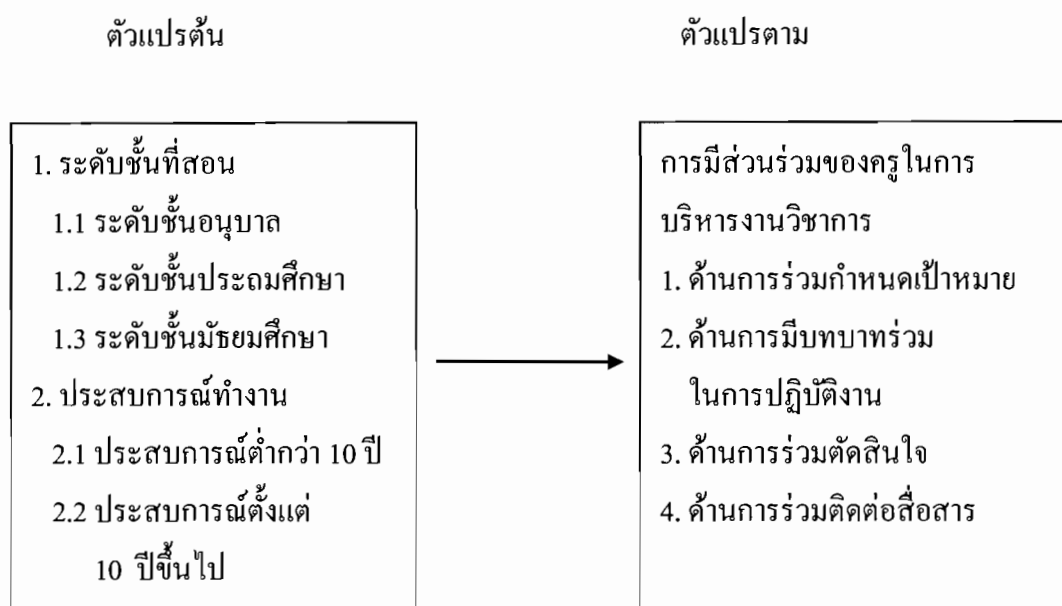 ตัวแปรต้น
1. ระดับชั้นที่สอน
1.1 ระดับชั้นอนุบาล
1.2 ระดับชั้นประถมศึกษา
1.3 ระดับชั้นมัธยมศึกษา
2. ประสบการณ์ทำงาน
2.1 ประสบการณ์ต่ำกว่า 10 ปี
2.2 ประสบการณ์ตั้งแต่
10 ปีขึ้นไป
ตัวแปรตาม
การมีส่วนร่วมของครูในการ
บริหารงานวิชาการ
1. ด้านการร่วมกำหนดเป้าหมาย
2. ด้านการมีบทบาทร่วม
ในการปฏิบัติงาน
3. ด้านการร่วมตัดสินใจ
4. ด้านการร่วมติดต่อสื่อสาร